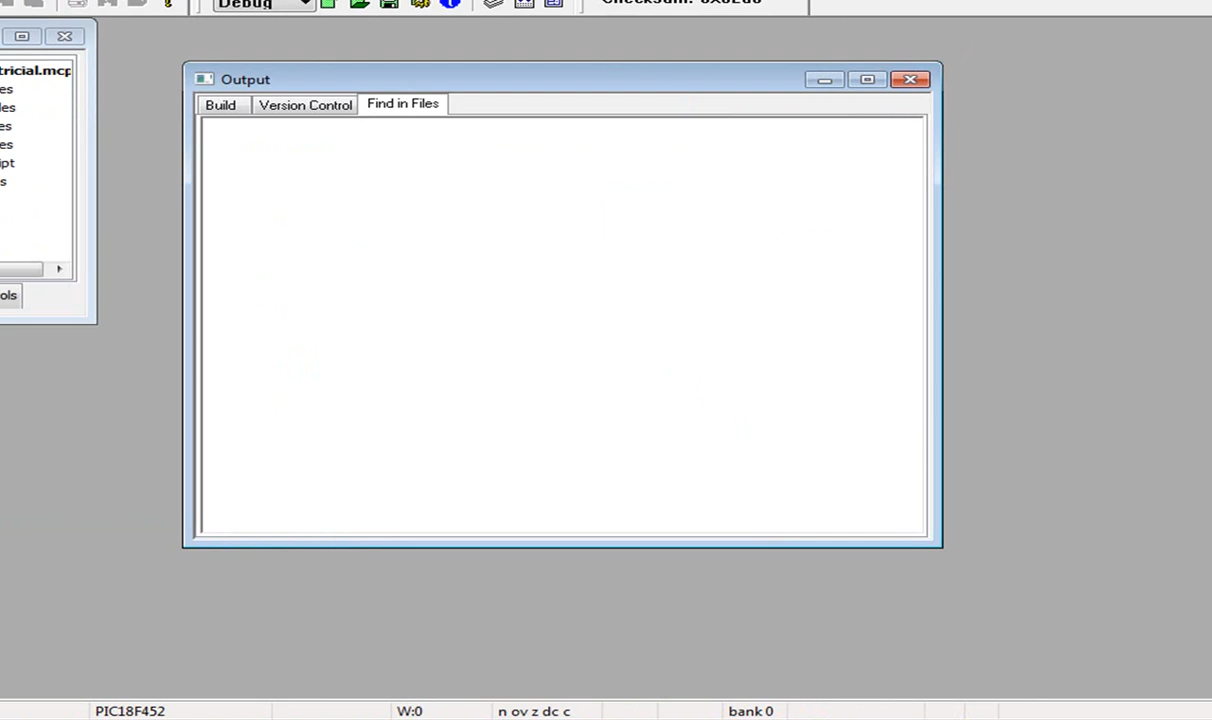 Debug
tricial.mcp
es
les
es
es
ipt
s
ols
Output
Build Version Control Find in Files
PIC18F452 W:0 n ov z dc c bank 0